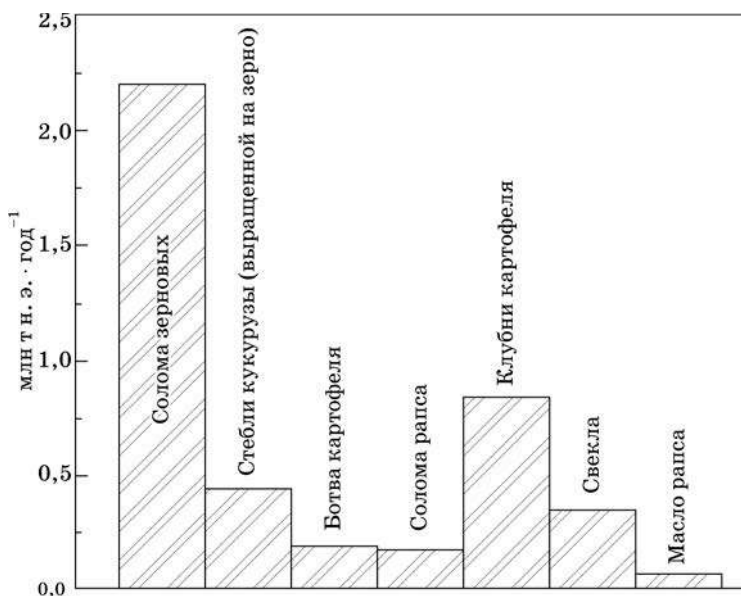 2,5
2,0
1,5
1,0
0,5
0,0
млн т н. э. · год⁻¹
Солома зерновых
Стебли кукурузы (выращенной на зерно)
Ботва картофеля
Солома рапса
Клубни картофеля
Свекла
Масло рапса